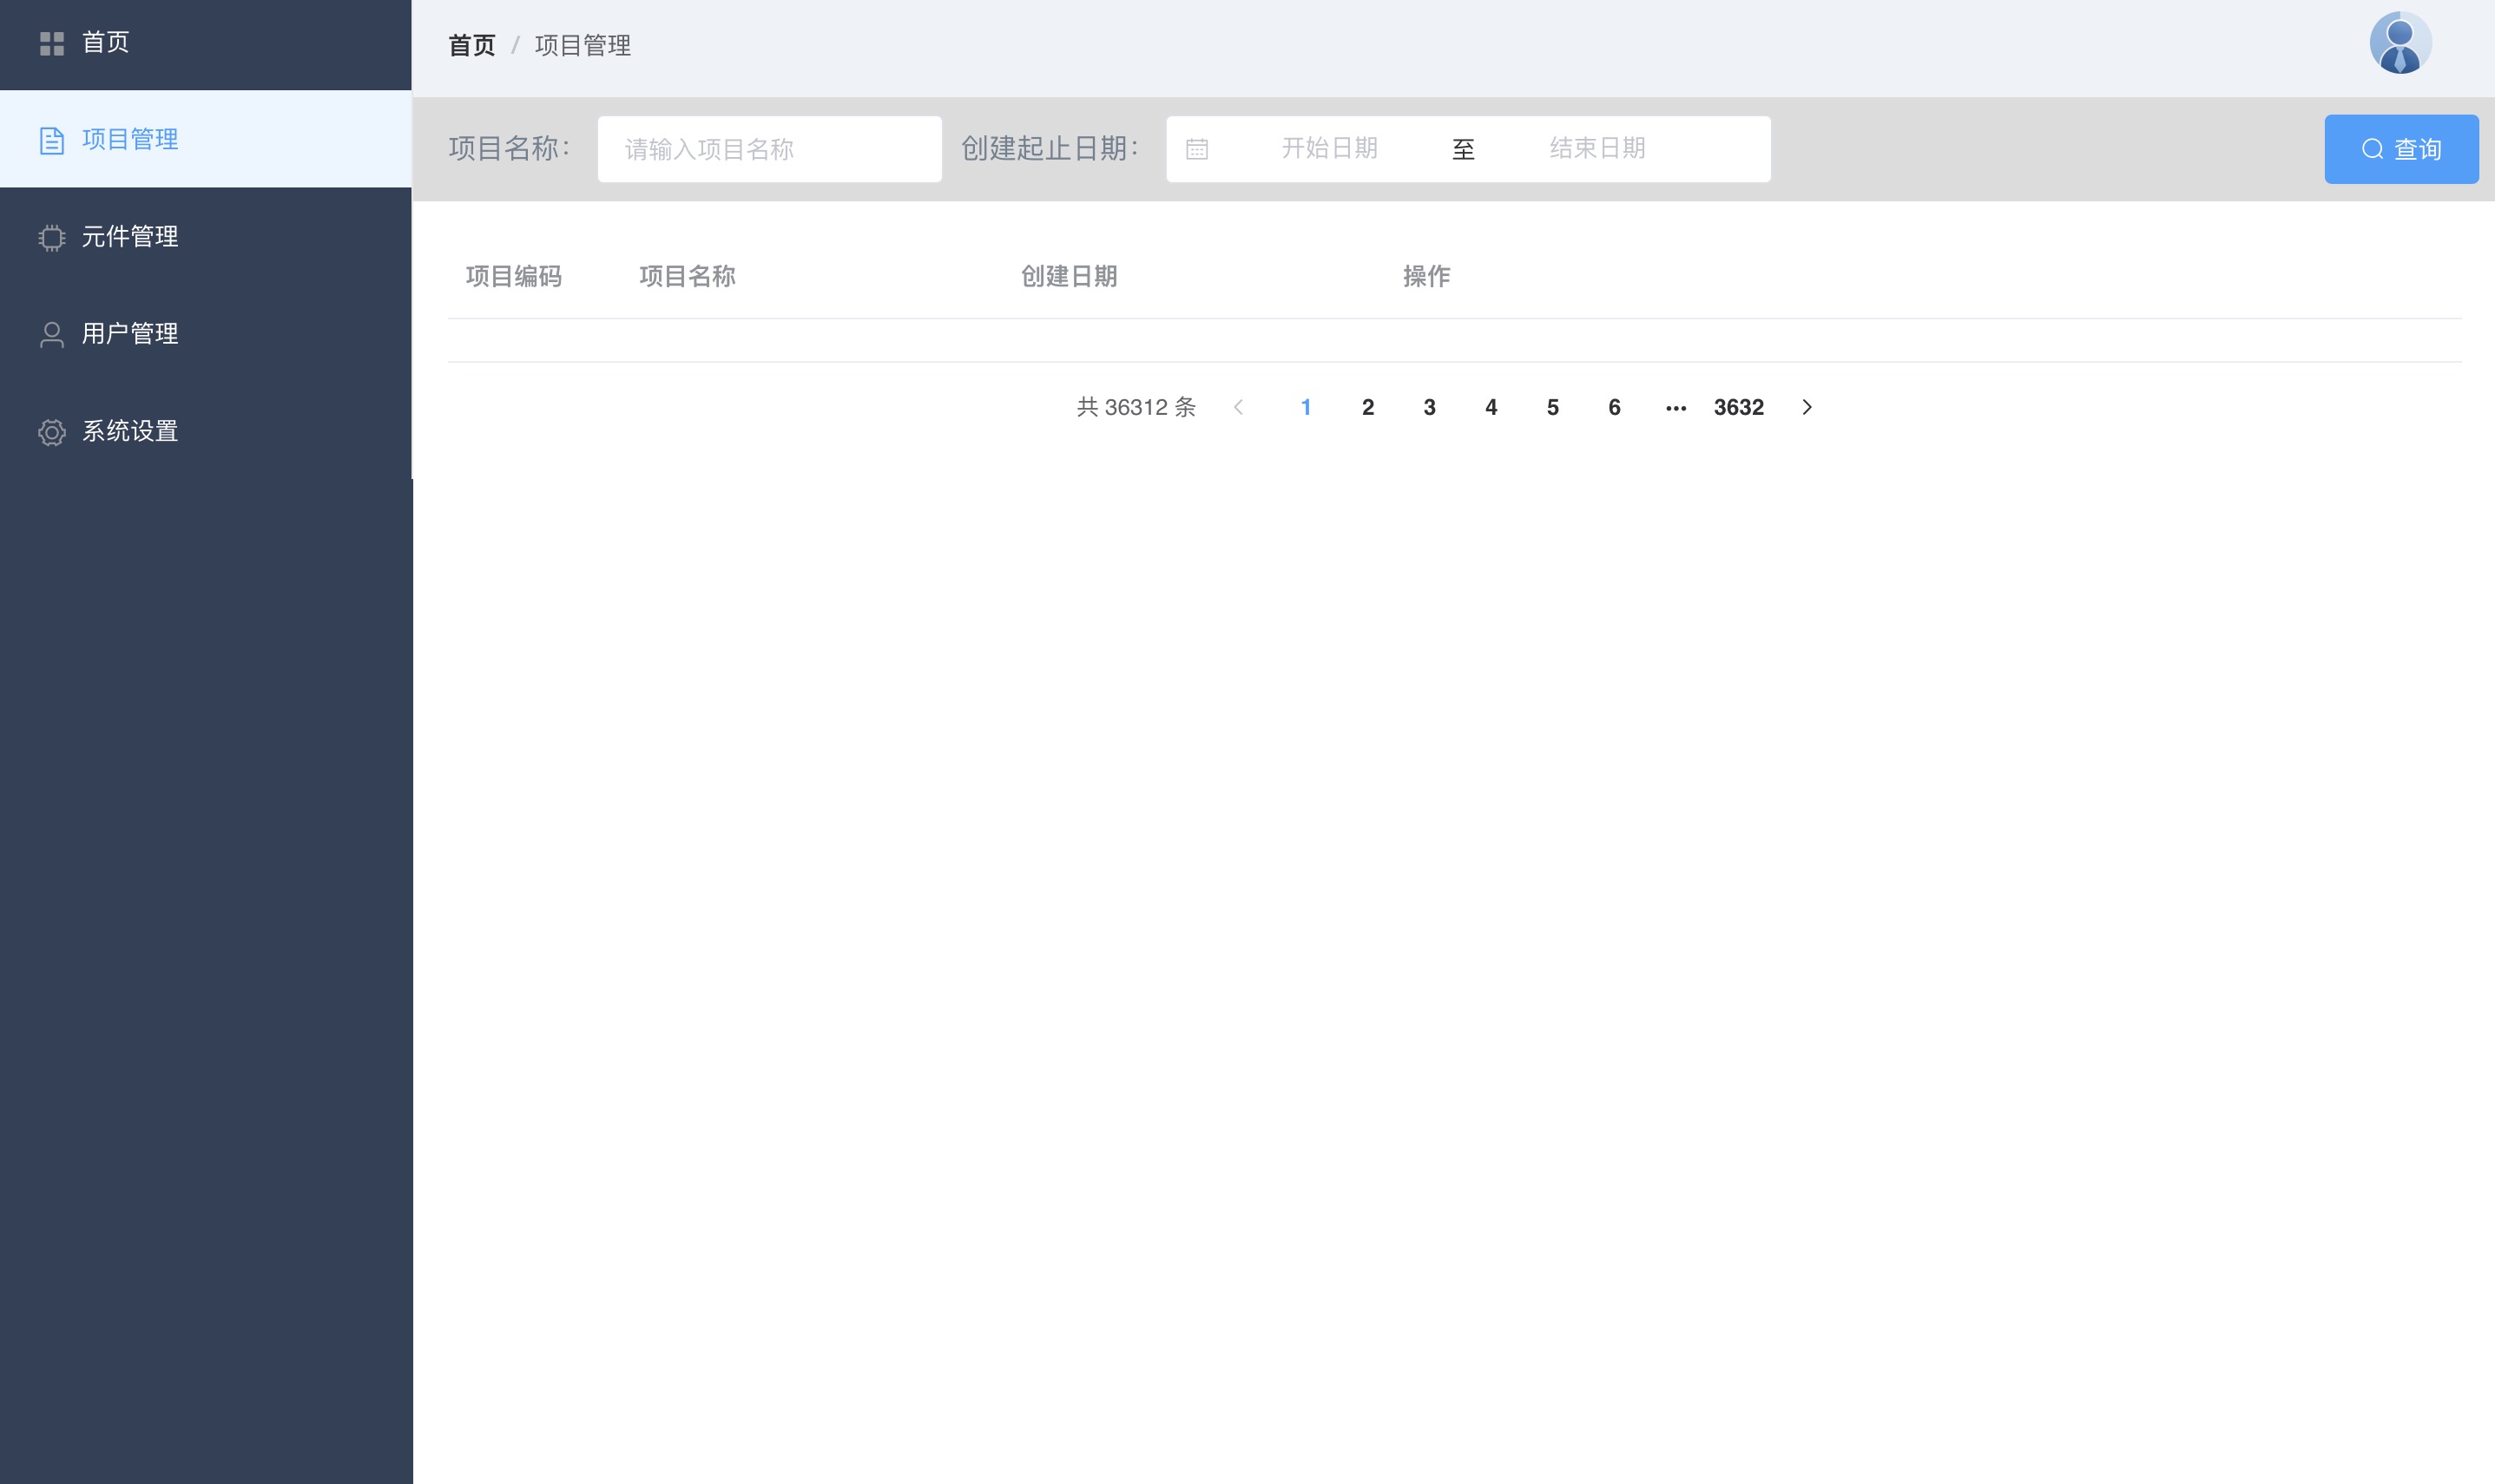 首页
项目管理
元件管理
用户管理
系统设置
首页 / 项目管理
项目名称： 请输入项目名称 创建起止日期： 开始日期 至 结束日期 查询
项目编码 项目名称 创建日期 操作
共 36312 条 1 2 3 4 5 6 ••• 3632